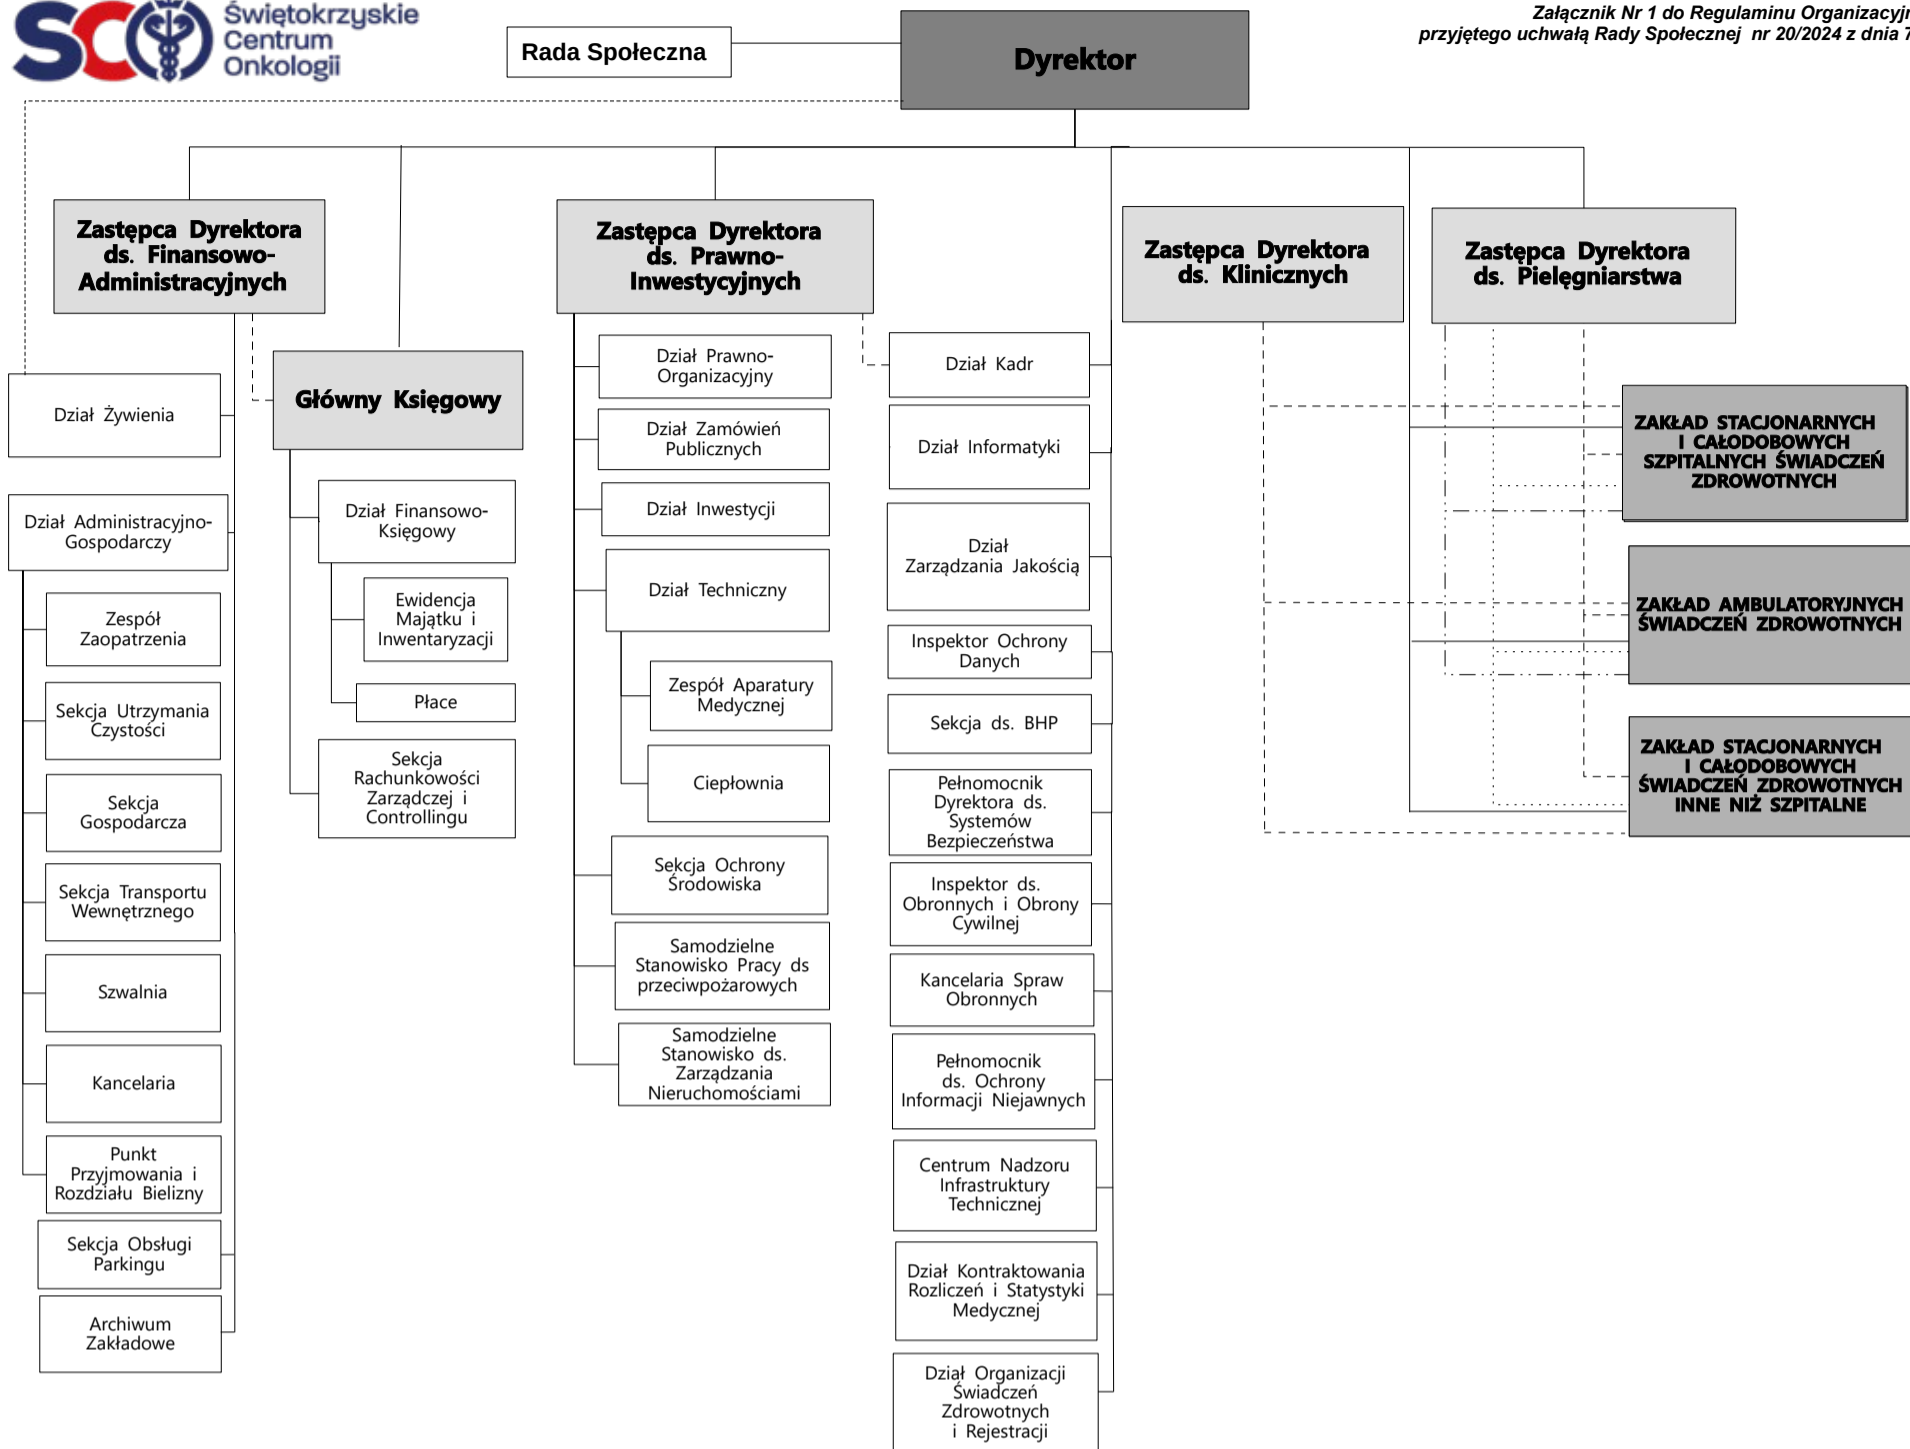 SCO
Świętokrzyskie
Centrum
Onkologii
Rada Społeczna
Dyrektor
Załącznik Nr 1 do Regulaminu
przyjętego uchwałą Rady Społecznej nr 20/2024 z dnia
Zastępca Dyrektora
ds. Finansowo-
Administracyjnych
Zastępca Dyrektora
ds. Prawno-
Inwestycyjnych
Zastępca Dyrektora
ds. Klinicznych
Zastępca Dyrektora
ds. Pielęgniarstwa
Główny Księgowy
Dział Żywienia
Dział Administracyjno-
Gospodarczy
Zespół
Zaopatrzenia
Sekcja Utrzymania
Czystości
Sekcja
Gospodarcza
Sekcja Transportu
Wewnętrznego
Szwalnia
Kancelaria
Punkt
Przyjmowania i
Rozdziału Bielizny
Sekcja Obsługi
Parkingu
Archiwum
Zakładowe
Dział Finansowo-
Księgowy
Ewidencja
Majątku i
Inwentaryzacji
Płace
Sekcja
Rachunkowości
Zarządczej i
Controllingu
Dział Prawno-
Organizacyjny
Dział Zamówień
Publicznych
Dział Inwestycji
Dział Techniczny
Zespół Aparatury
Medycznej
Ciepłownia
Sekcja Ochrony
Środowiska
Samodzielne
Stanowisko Pracy ds
przeciwpożarowych
Samodzielne
Stanowisko ds.
Zarządzania
Nieruchomościami
Dział Kadr
Dział Informatyki
Dział
Zarządzania Jakością
Inspektor Ochrony
Danych
Sekcja ds. BHP
Pełnomocnik
Dyrektora ds.
Systemów
Bezpieczeństwa
Inspektor ds.
Obronnych i Obrony
Cywilnej
Kancelaria Spraw
Obronnych
Pełnomocnik
ds. Ochrony
Informacji Niejawnych
Centrum Nadzoru
Infrastruktury
Technicznej
Dział Kontraktowania
Rozliczeń i Statystyki
Medycznej
Dział Organizacji
Świadczeń
Zdrowotnych
i Rejestracji
ZAKŁAD STACJONARNYCH
I CAŁODOBOWYCH
SZPITALNYCH ŚWIADCZEŃ
ZDROWOTNYCH
ZAKŁAD AMBULATORYJNYCH
ŚWIADCZEŃ ZDROWOTNYCH
ZAKŁAD STACJONARNYCH
I CAŁODOBOWYCH
ŚWIADCZEŃ ZDROWOTNYCH
INNE NIŻ SZPITALNE